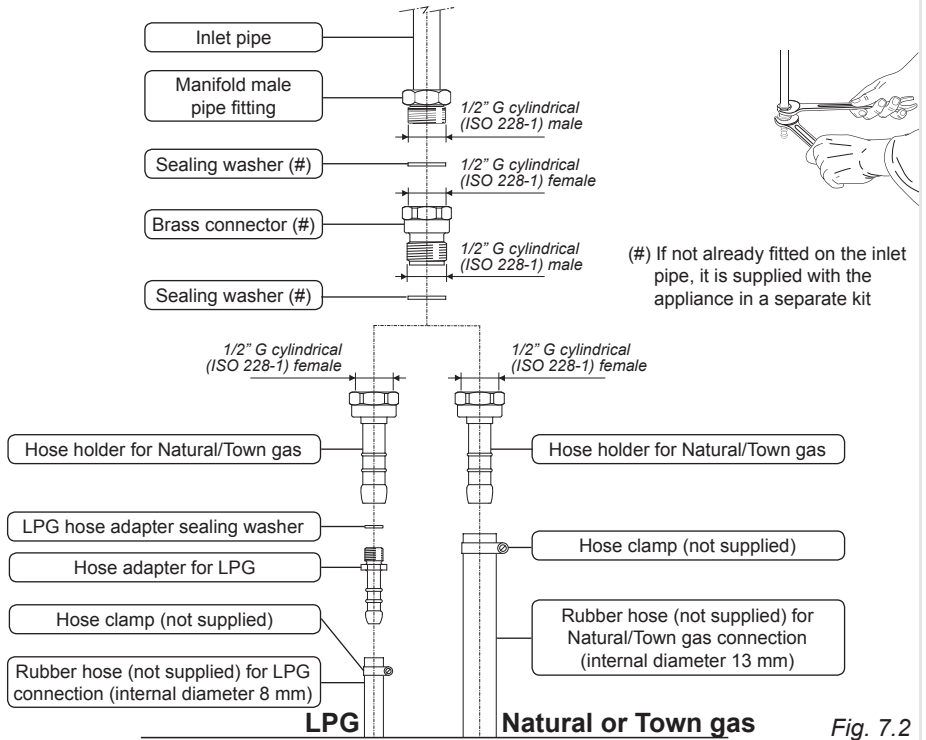 Inlet pipe
Manifold male
pipe fitting
1/2” G cylindrical
(ISO 228-1) male
Sealing washer (#)
1/2” G cylindrical
(ISO 228-1) female
Brass connector (#)
1/2” G cylindrical
(ISO 228-1) male
(#) If not already fitted on the inlet
pipe, it is supplied with the
appliance in a separate kit
Sealing washer (#)
1/2” G cylindrical
(ISO 228-1) female
1/2” G cylindrical
(ISO 228-1) female
Hose holder for Natural/Town gas
Hose holder for Natural/Town gas
LPG hose adapter sealing washer
Hose clamp (not supplied)
Hose adapter for LPG
Hose clamp (not supplied)
Rubber hose (not supplied) for
Natural/Town gas connection
(internal diameter 13 mm)
Rubber hose (not supplied) for LPG
connection (internal diameter 8 mm)
LPG
Natural or Town gas
Fig. 7.2